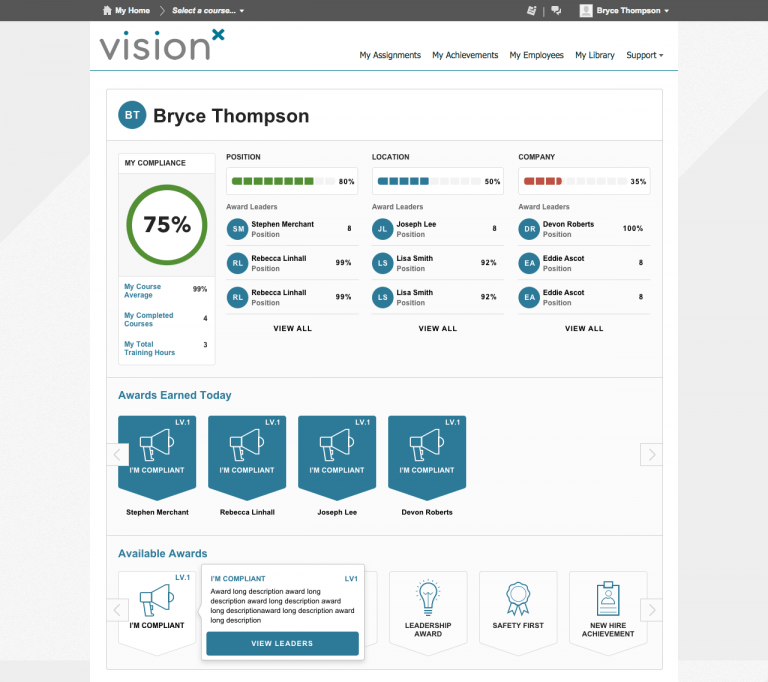 My Home
Select a course...
Bryce Thompson
visionx
My Assignments My Achievements My Employees My Library Support
BT Bryce Thompson
MY COMPLIANCE
75%
My Course
Average
99%
My Completed
Courses
4
My Total
Training Hours
3
POSITION
80%
Award Leaders
SM
Stephen Merchant
Position
8
RL
Rebecca Linhall
Position
99%
RL
Rebecca Linhall
Position
99%
VIEW ALL
LOCATION
50%
Award Leaders
JL
Joseph Lee
Position
8
LS
Lisa Smith
Position
92%
LS
Lisa Smith
Position
92%
VIEW ALL
COMPANY
35%
Award Leaders
DR
Devon Roberts
Position
100%
EA
Eddie Ascot
Position
8
EA
Eddie Ascot
Position
8
VIEW ALL
Awards Earned Today
LV.1
I'M COMPLIANT
Stephen Merchant
LV.1
I'M COMPLIANT
Rebecca Linhall
LV.1
I'M COMPLIANT
Joseph Lee
LV.1
I'M COMPLIANT
Devon Roberts
Available Awards
LV.1
I'M COMPLIANT
I'M COMPLIANT LV1
Award long description award long
description award long description award
long descriptionaward long description award
long description
VIEW LEADERS
LEADERSHIP
AWARD
SAFETY FIRST
NEW HIRE
ACHIEVEMENT